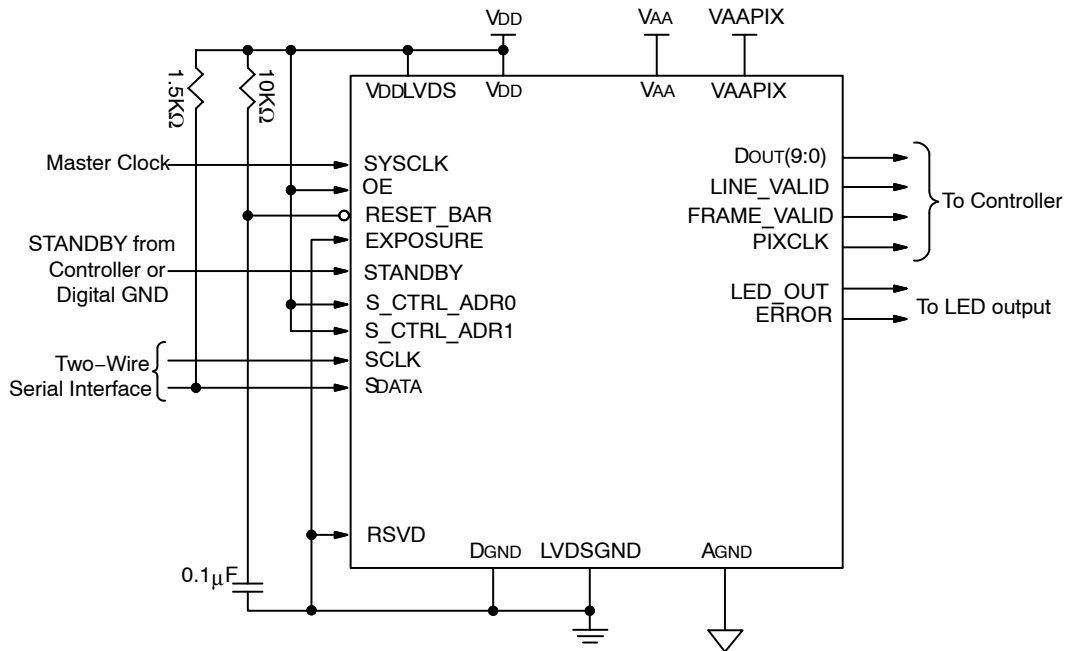 VDD
VAA
VAAPIX
1.5KΩ
10KΩ
VDDLVDS
VDD
VAA
VAAPIX
Master Clock
SYSCLK
OE
RESET_BAR
EXPOSURE
STANDBY from
Controller or
Digital GND
STANDBY
S_CTRL_ADR0
S_CTRL_ADR1
Two−Wire
Serial Interface
SCLK
SDATA
RSVD
DOUT(9:0)
LINE_VALID
FRAME_VALID
PIXCLK
To Controller
LED_OUT
ERROR
To LED output
DGND
LVDSGND
AGND
0.1μF